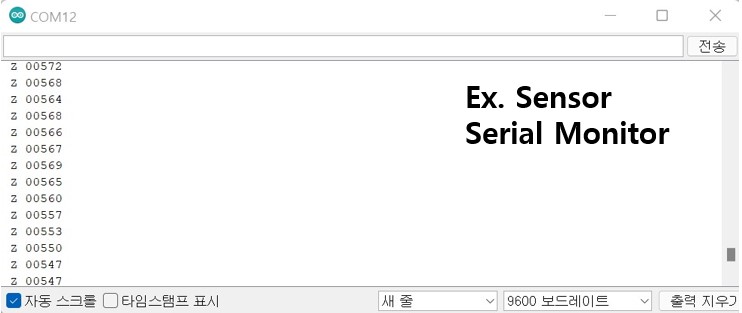 COM12
전송
Z 00572
Z 00568
Z 00564
Z 00568
Z 00566
Z 00567
Z 00569
Z 00565
Z 00560
Z 00557
Z 00553
Z 00550
Z 00547
Z 00547
Ex. Sensor
Serial Monitor
자동 스크롤 타임스탬프 표시 새 줄 9600 보드레이트 출력 지우기